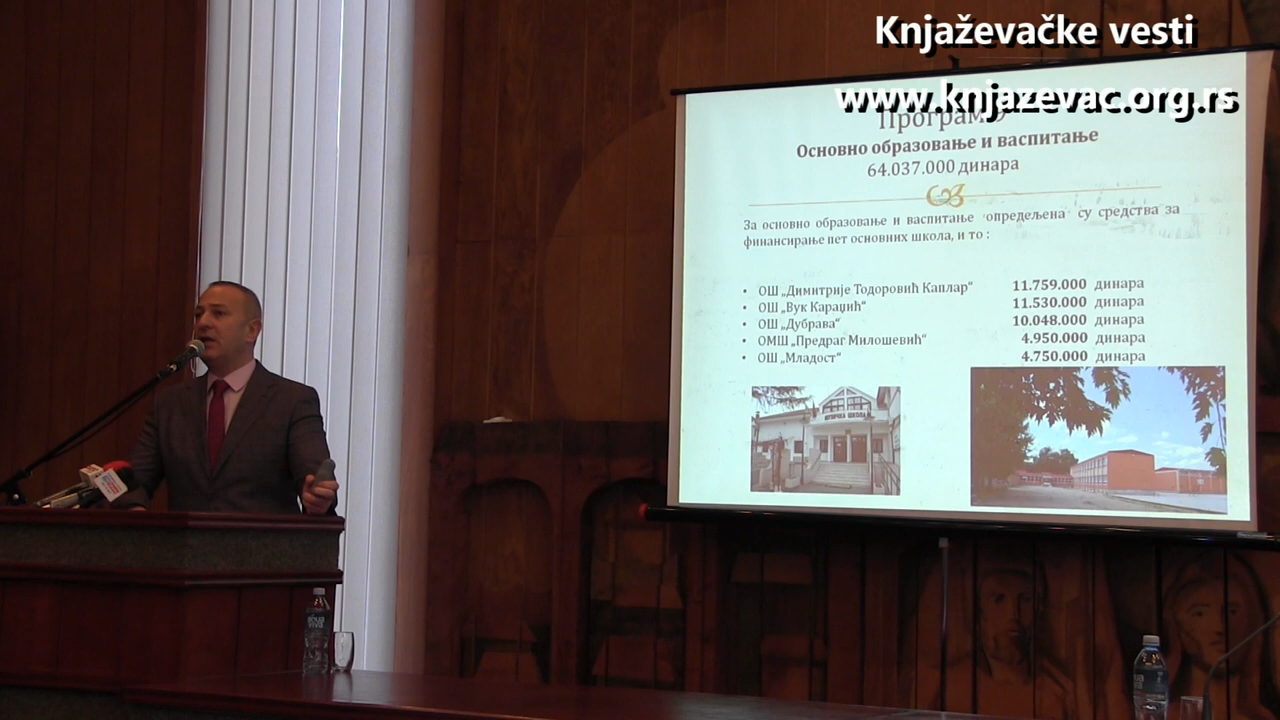 Knjaževačke vesti
www.knjazevac.org.rs
Програм 9
Основно образовање и васпитање
64.037.000 динара
За основно образовање и васпитање опредељена су средства за
финансирање пет основних школа, и то :
• ОШ „Димитрије Тодоровић Каплар“ 11.759.000 динара
• ОШ „Вук Караџић“ 11.530.000 динара
• ОШ „Дубрава“ 10.048.000 динара
• ОМШ „Предраг Милошевић“ 4.950.000 динара
• ОШ „Младост“ 4.750.000 динара